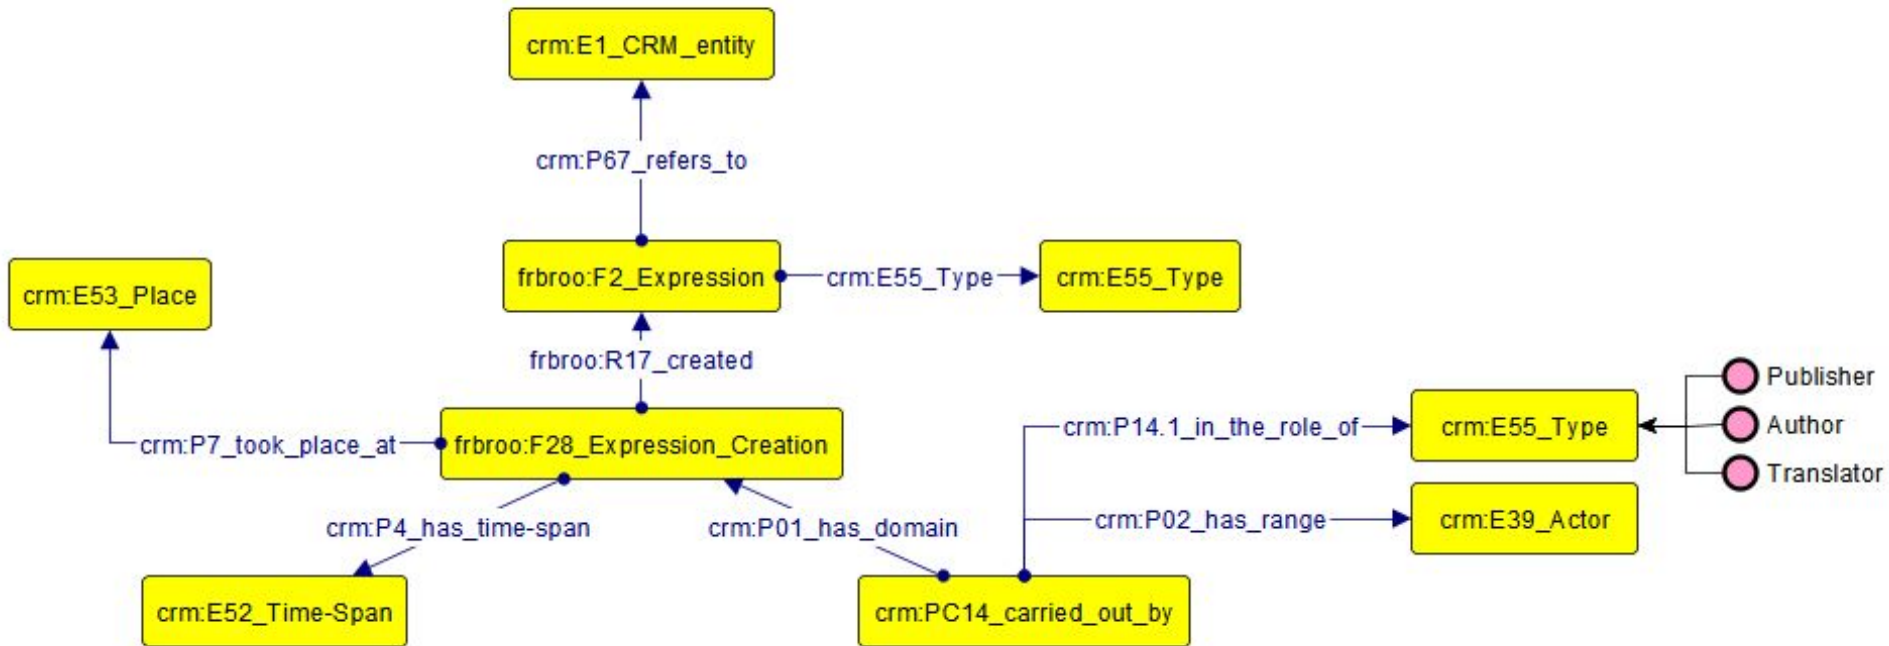 crm:E1_CRM_entity
crm:P67_refers_to
crm:E53_Place
frbroo:F2_Expression
crm:E55_Type
crm:E55_Type
frbroo:R17_created
crm:P7_took_place_at
frbroo:F28_Expression_Creation
crm:P14.1_in_the_role_of
crm:E55_Type
Publisher
Author
Translator
crm:P4_has_time-span
crm:P01_has_domain
crm:P02_has_range
crm:E39_Actor
crm:E52_Time-Span
crm:PC14_carried_out_by